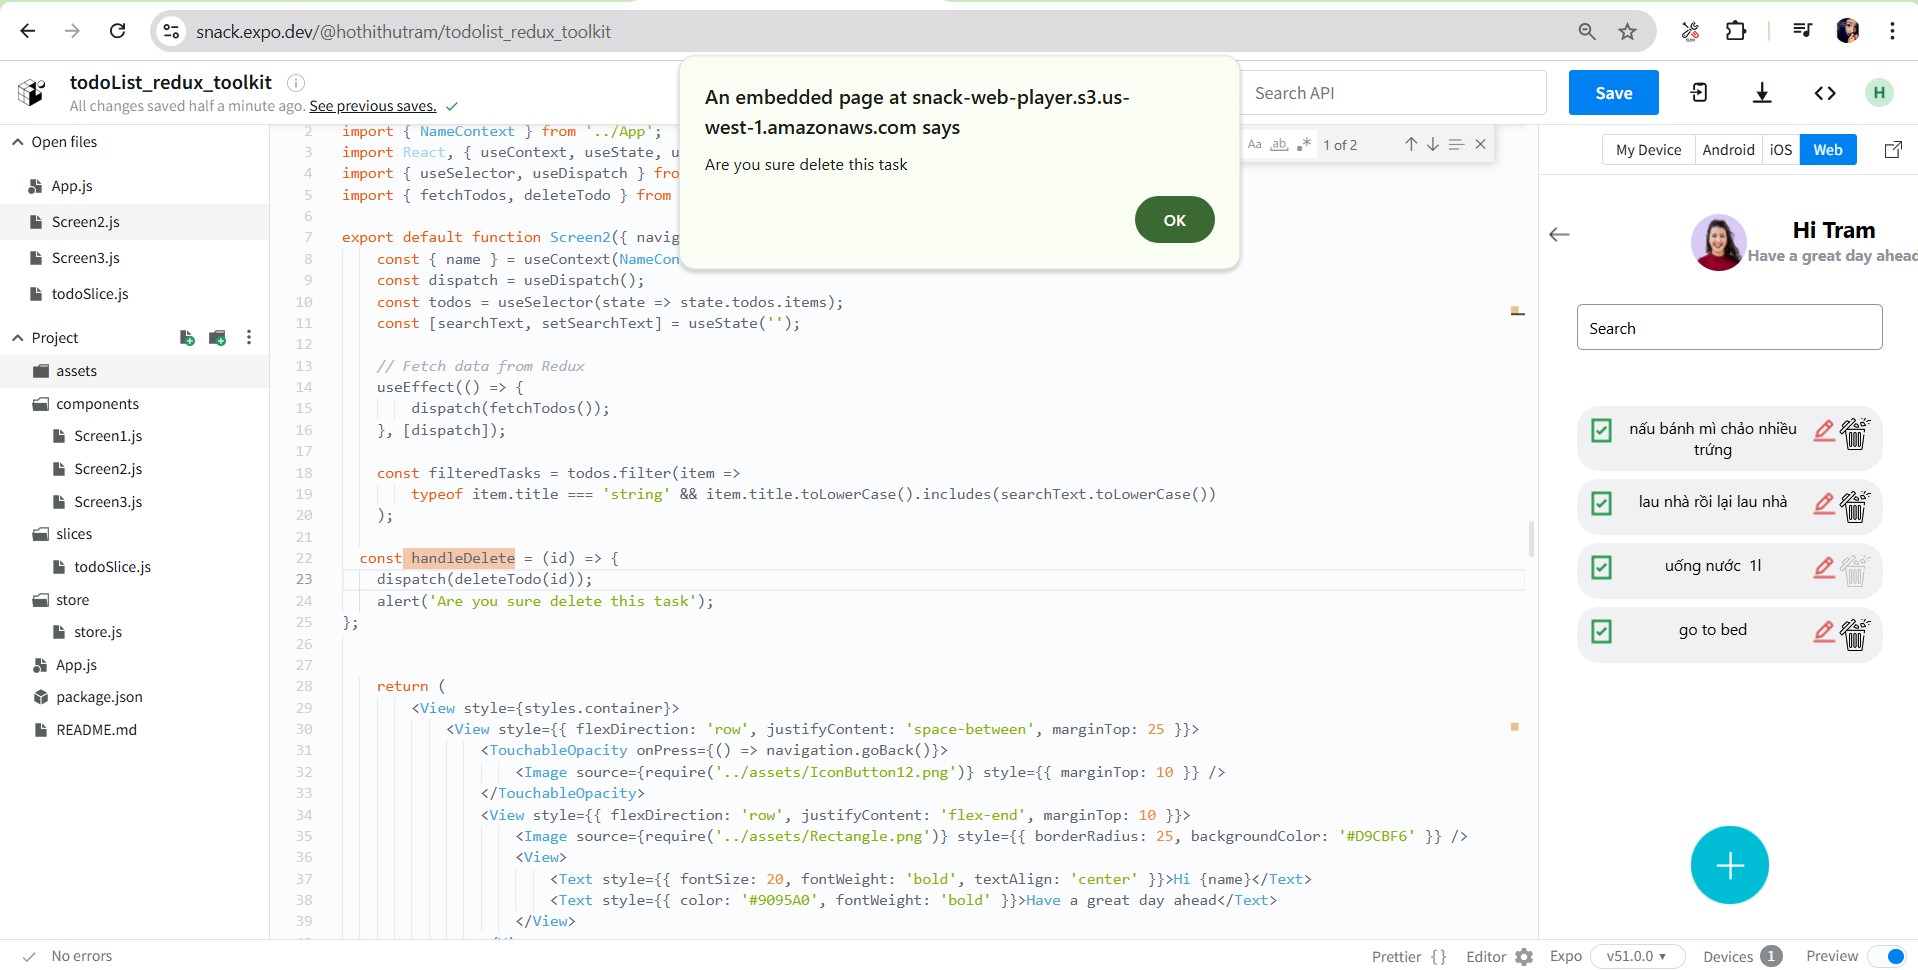 snack.expo.dev/@hothithutram/todolist_redux_toolkit
todoList_redux_toolkit
All changes saved half a minute ago. See previous saves.
An embedded page at snack-web-player.s3.us-
west-1.amazonaws.com says
Are you sure delete this task
OK
Search API
Save
H
Open files
App.js
Screen2.js
Screen3.js
todoSlice.js
Project
assets
components
Screen1.js
Screen2.js
Screen3.js
slices
todoSlice.js
store
store.js
App.js
package.json
README.md
Aa ab 1 of 2
2 import { NameContext } from '../App';
3 import React, { useContext, useState, u
4 import { useSelector, useDispatch } fro
5 import { fetchTodos, deleteTodo } from
6
7 export default function Screen2({ navig
8 const { name } = useContext(NameCon
9 const dispatch = useDispatch();
10 const todos = useSelector(state => state.todos.items);
11 const [searchText, setSearchText] = useState('');
12
13 // Fetch data from Redux
14 useEffect(() => {
15 dispatch(fetchTodos());
16 }, [dispatch]);
17
18 const filteredTasks = todos.filter(item =>
19 typeof item.title === 'string' && item.title.toLowerCase().includes(searchText.toLowerCase())
20 );
21
22 const handleDelete = (id) => {
23 dispatch(deleteTodo(id));
24 alert('Are you sure delete this task');
25 };
26
27
28 return (
29 <View style={styles.container}>
30 <View style={{ flexDirection: 'row', justifyContent: 'space-between', marginTop: 25 }}>
31 <TouchableOpacity onPress={() => navigation.goBack()}>
32 <Image source={require('../assets/IconButton12.png')} style={{ marginTop: 10 }} />
33 </TouchableOpacity>
34 <View style={{ flexDirection: 'row', justifyContent: 'flex-end', marginTop: 10 }}>
35 <Image source={require('../assets/Rectangle.png')} style={{ borderRadius: 25, backgroundColor: '#D9CBF6' }} />
36 <View>
37 <Text style={{ fontSize: 20, fontWeight: 'bold', textAlign: 'center' }}>Hi {name}</Text>
38 <Text style={{ color: '#9095A0', fontWeight: 'bold' }}>Have a great day ahead</Text>
39 </View>
My Device
Android
iOS
Web
Hi Tram
Have a great day ahead
Search
nấu bánh mì chảo nhiều
trứng
lau nhà rồi lại lau nhà
uống nước 1l
go to bed
No errors
Prettier {}
Editor
Expo
v51.0.0
Devices 1
Preview